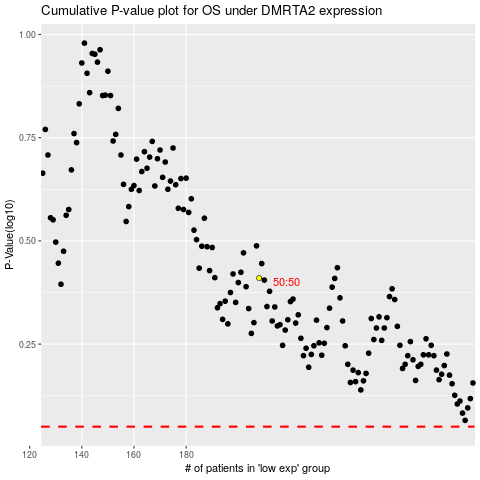 Cumulative P-value plot for OS under DMRTA2 expression
1.00
0.75
0.50
0.25
P-Value(log10)
50:50
120 140 160 180
# of patients in 'low exp' group